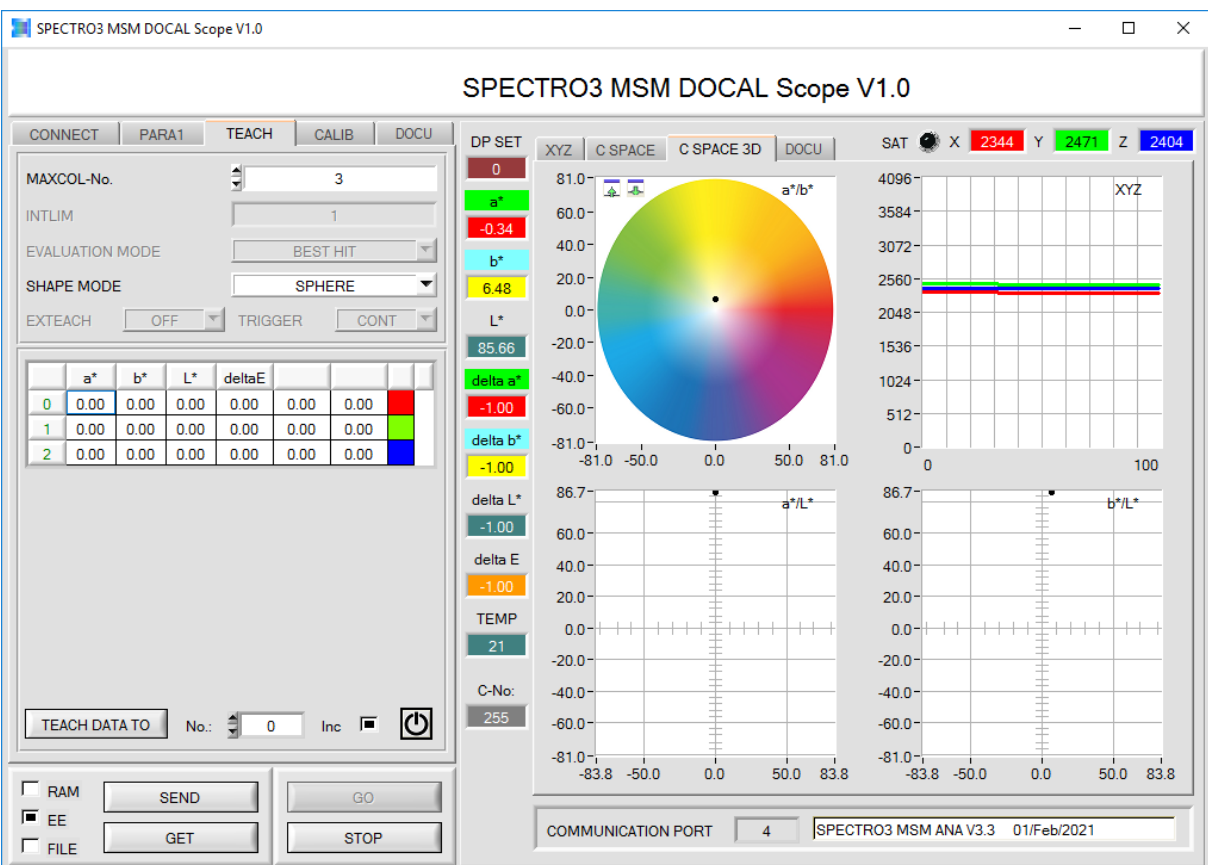 SPECTRO3 MSM DOCAL Scope V1.0
SPECTRO3 MSM DOCAL Scope V1.0
CONNECT PARA1 TEACH CALIB DOCU
MAXCOL-No. 3
INTLIM 1
EVALUATION MODE BEST HIT
SHAPE MODE SPHERE
EXTEACH OFF TRIGGER CONT
a* b* L* deltaE
0 0.00 0.00 0.00 0.00 0.00 0.00
1 0.00 0.00 0.00 0.00 0.00 0.00
2 0.00 0.00 0.00 0.00 0.00 0.00
TEACH DATA TO No.: 0 Inc
RAM
EE
FILE
SEND
GET
GO
STOP
DP SET
0
a*
-0.34
b*
6.48
L*
85.66
delta a*
-1.00
delta b*
-1.00
delta L*
-1.00
delta E
-1.00
TEMP
21
C-No:
255
XYZ C SPACE C SPACE 3D DOCU
SAT X 2344 Y 2471 Z 2404
a*/b*
81.0
60.0
40.0
20.0
0.0
-20.0
-40.0
-60.0
-81.0
-81.0 -50.0 0.0 50.0 81.0
XYZ
4096
3584
3072
2560
2048
1536
1024
512
0
0 100
a*/L*
86.7
60.0
40.0
20.0
0.0
-20.0
-40.0
-60.0
-81.0
-83.8 -50.0 0.0 50.0 83.8
b*/L*
86.7
60.0
40.0
20.0
0.0
-20.0
-40.0
-60.0
-81.0
-83.8 -50.0 0.0 50.0 83.8
COMMUNICATION PORT 4 SPECTRO3 MSM ANA V3.3 01/Feb/2021